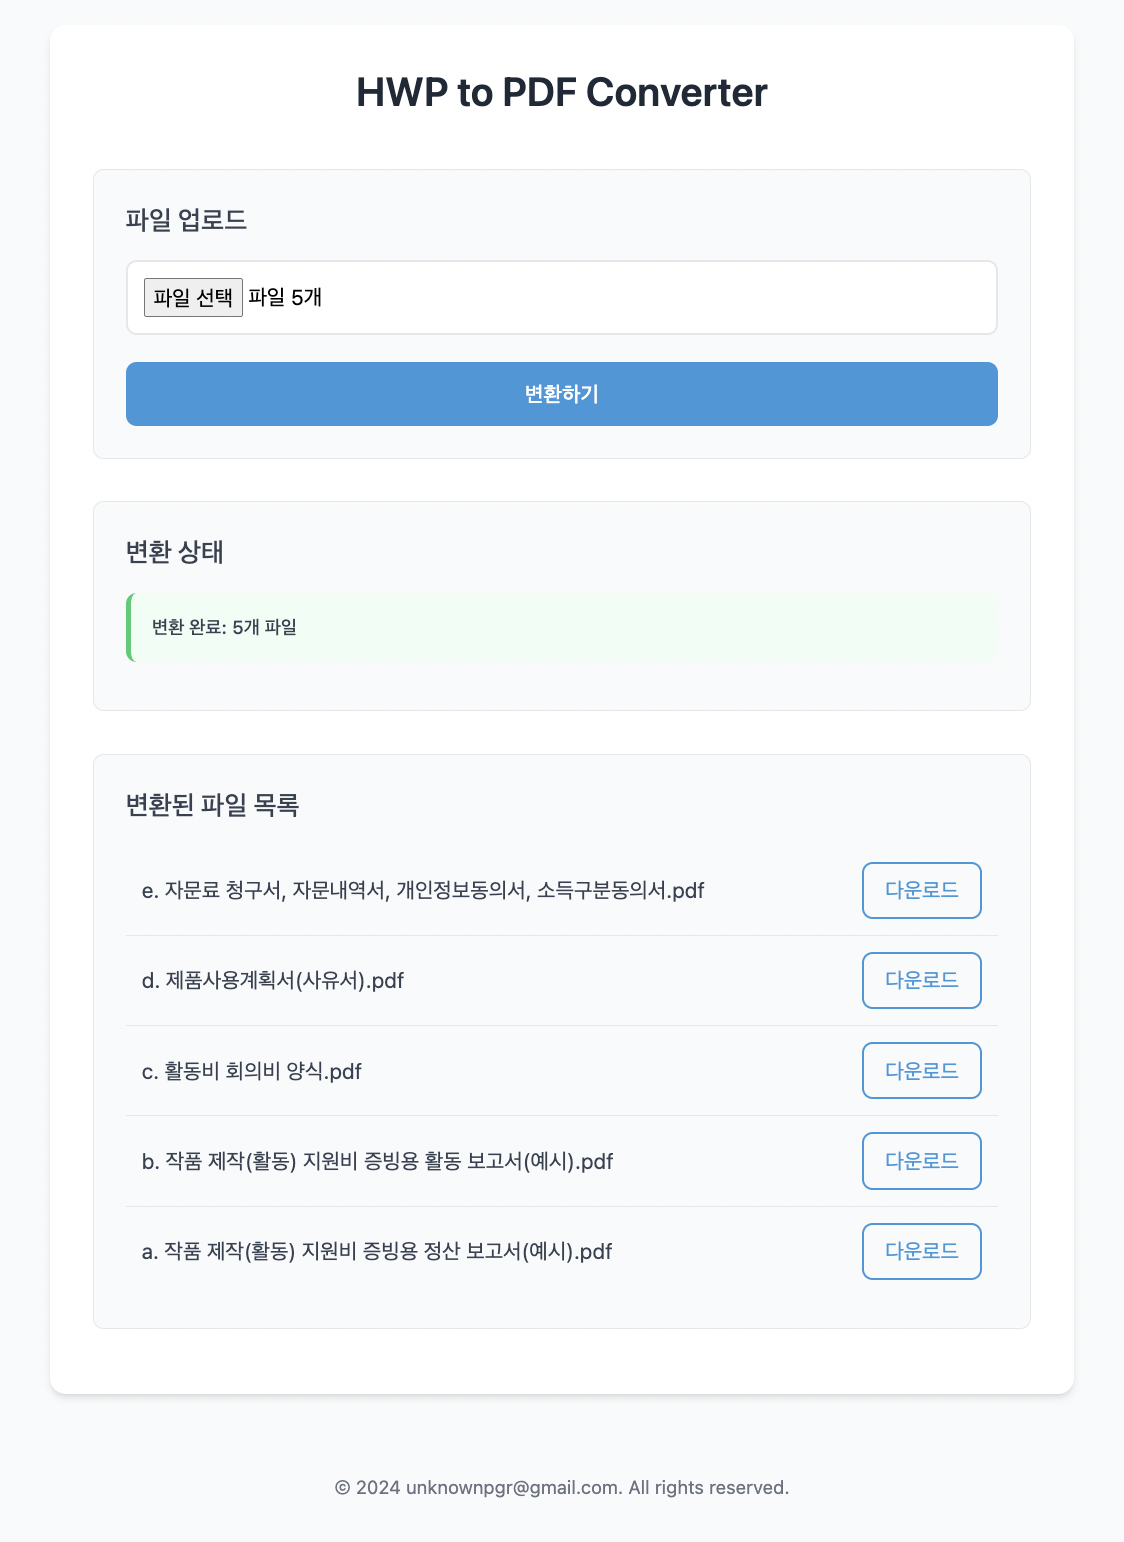 HWP to PDF Converter
파일 업로드
파일 선택 파일 5개
변환하기
변환 상태
변환 완료: 5개 파일
변환된 파일 목록
e. 자문료 청구서, 자문내역서, 개인정보동의서, 소득구분동의서.pdf
다운로드
d. 제품사용계획서(사유서).pdf
다운로드
c. 활동비 회의비 양식.pdf
다운로드
b. 작품 제작(활동) 지원비 증빙용 활동 보고서(예시).pdf
다운로드
a. 작품 제작(활동) 지원비 증빙용 정산 보고서(예시).pdf
다운로드
© 2024 unknownpgr@gmail.com. All rights reserved.